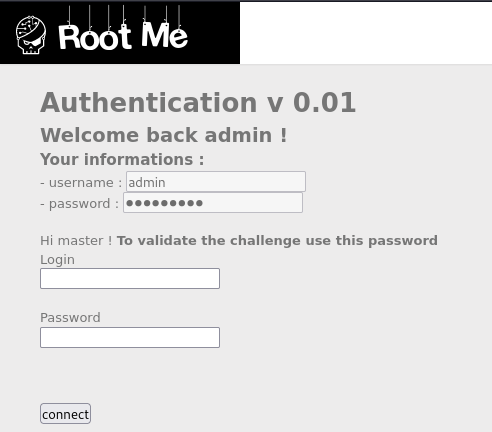 Root Me
Authentication v 0.01
Welcome back admin !
Your informations :
- username : admin
- password : ●●●●●●●●●
Hi master ! To validate the challenge use this password
Login
Password
connect